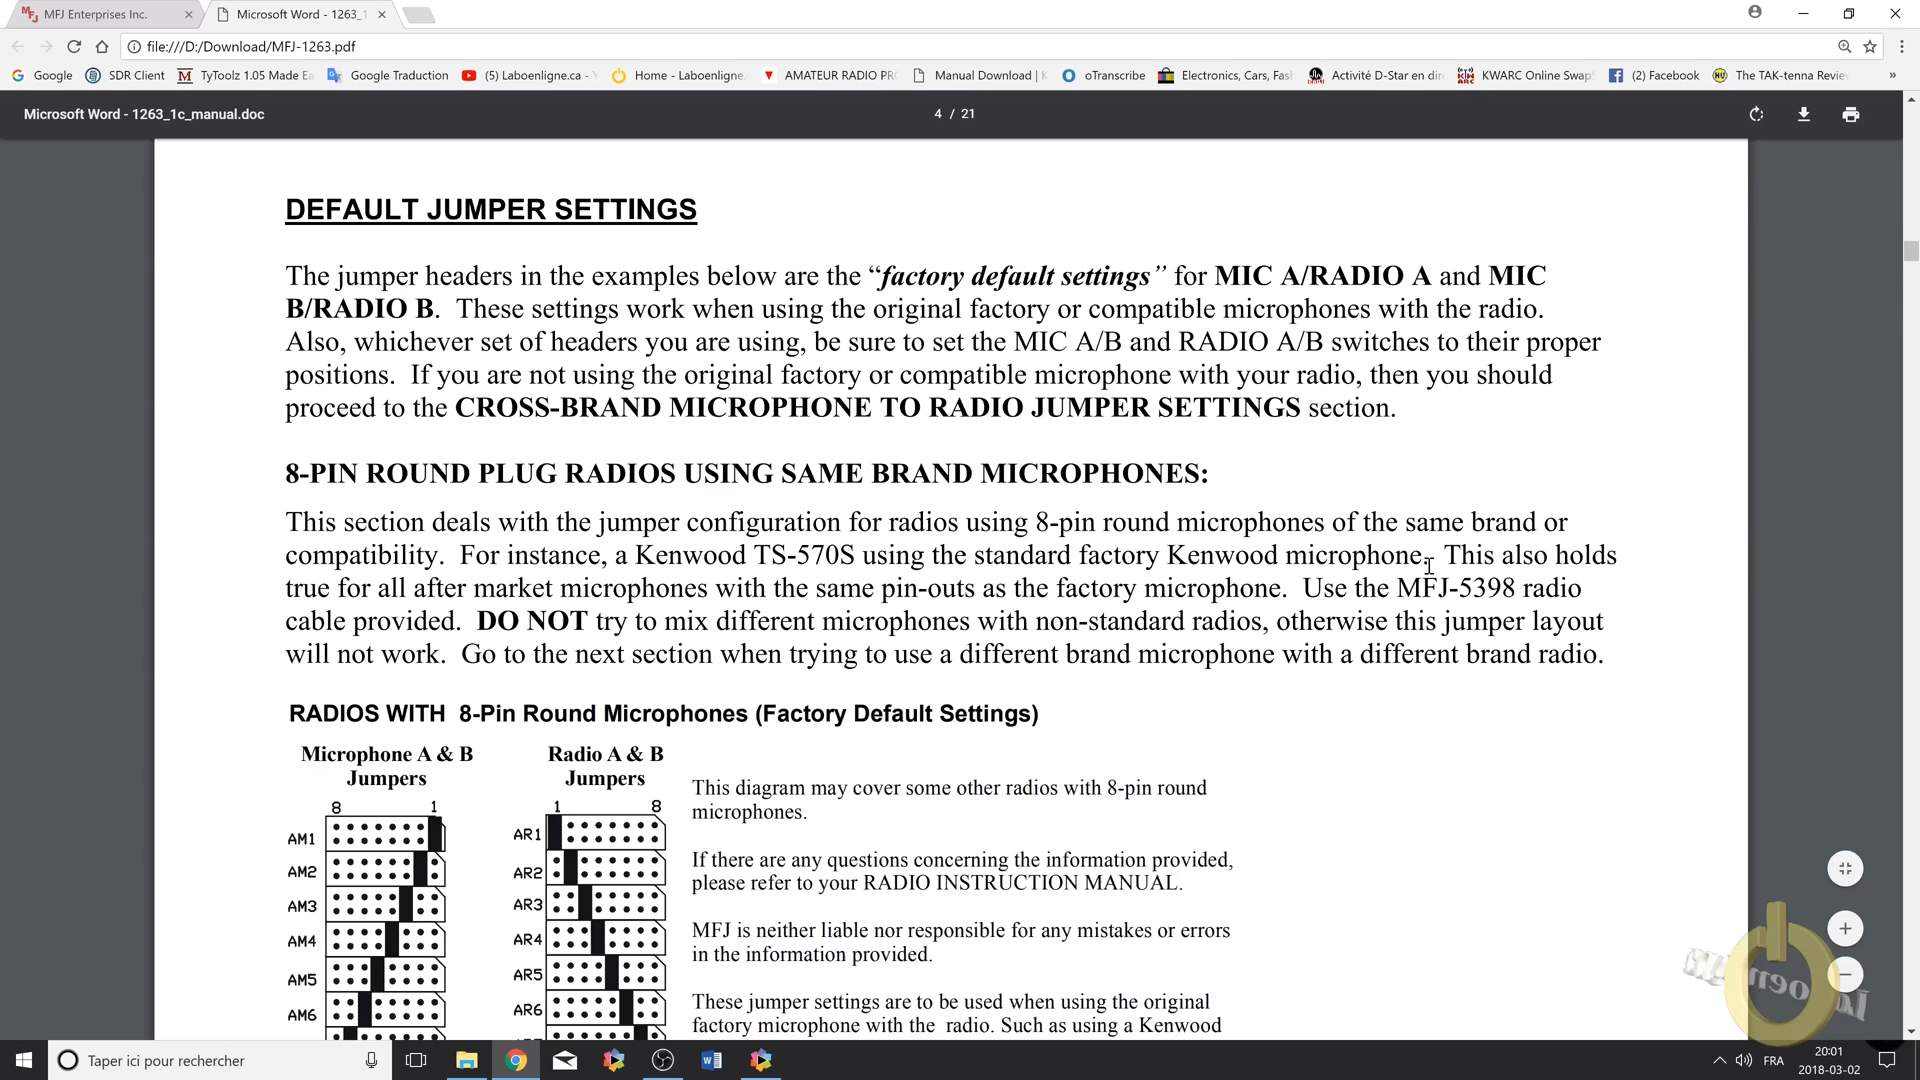 MFJ Enterprises Inc.
Microsoft Word - 1263_1
file:///D:/Download/MFJ-1263.pdf
Google
SDR Client
TyToolz 1.05 Made Ea
Google Traduction
(5) Laboenligne.ca - Y
Home - Laboenligne.
AMATEUR RADIO PR
Manual Download | K
oTranscribe
Electronics, Cars, Fash
Activité D-Star en dir
KWARC Online Swap
(2) Facebook
The TAK-tenna Review
»
Microsoft Word - 1263_1c_manual.doc
4 / 21
DEFAULT JUMPER SETTINGS
The jumper headers in the examples below are the “factory default settings” for MIC A/RADIO A and MIC
B/RADIO B. These settings work when using the original factory or compatible microphones with the radio.
Also, whichever set of headers you are using, be sure to set the MIC A/B and RADIO A/B switches to their proper
positions. If you are not using the original factory or compatible microphone with your radio, then you should
proceed to the CROSS-BRAND MICROPHONE TO RADIO JUMPER SETTINGS section.
8-PIN ROUND PLUG RADIOS USING SAME BRAND MICROPHONES:
This section deals with the jumper configuration for radios using 8-pin round microphones of the same brand or
compatibility. For instance, a Kenwood TS-570S using the standard factory Kenwood microphone. This also holds
true for all after market microphones with the same pin-outs as the factory microphone. Use the MFJ-5398 radio
cable provided. DO NOT try to mix different microphones with non-standard radios, otherwise this jumper layout
will not work. Go to the next section when trying to use a different brand microphone with a different brand radio.
RADIOS WITH 8-Pin Round Microphones (Factory Default Settings)
Microphone A & B
Jumpers
8 1
AM1
AM2
AM3
AM4
AM5
AM6
Radio A & B
Jumpers
1 8
AR1
AR2
AR3
AR4
AR5
AR6
This diagram may cover some other radios with 8-pin round
microphones.
If there are any questions concerning the information provided,
please refer to your RADIO INSTRUCTION MANUAL.
MFJ is neither liable nor responsible for any mistakes or errors
in the information provided.
These jumper settings are to be used when using the original
factory microphone with the radio. Such as using a Kenwood
Taper ici pour rechercher
FRA
20:01
2018-03-02